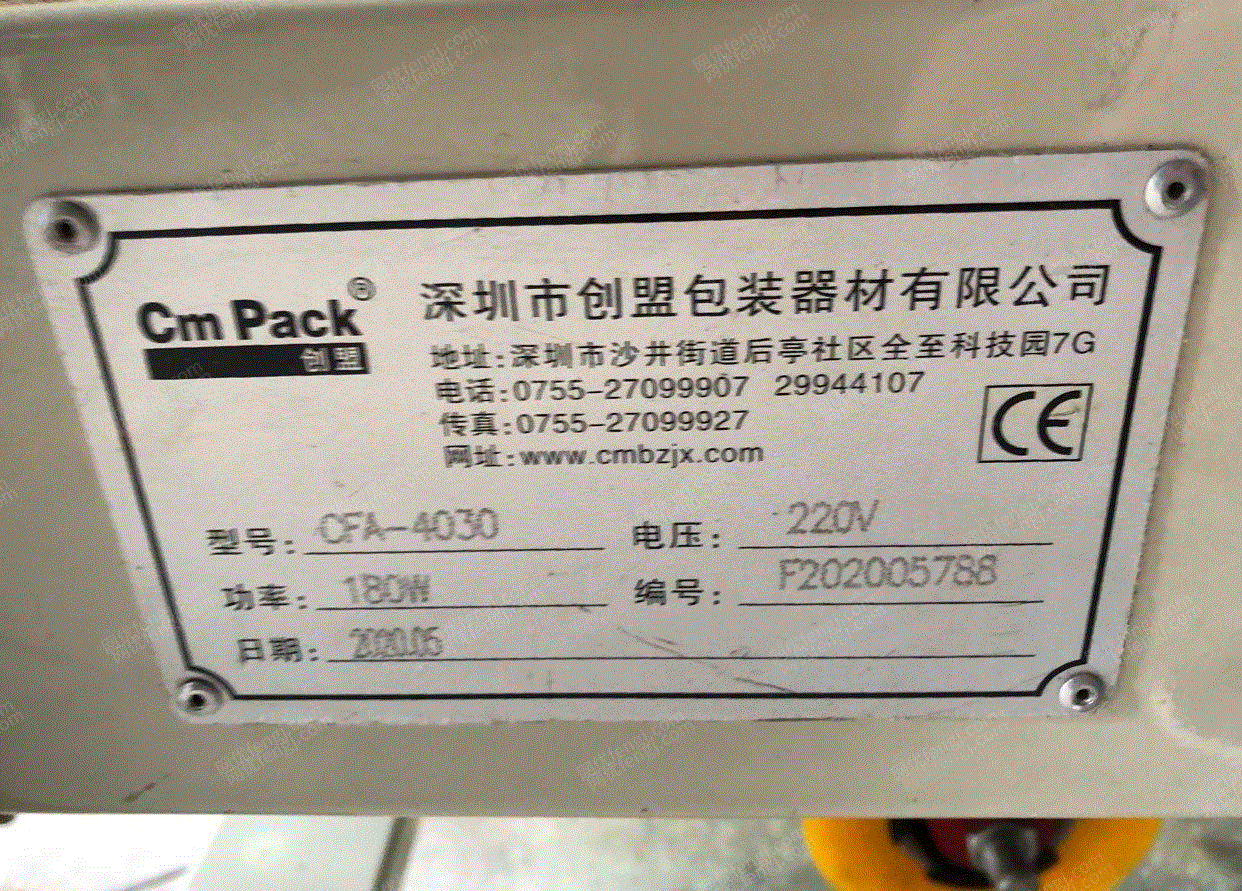 Cm Pack®
创盟
深圳市创盟包装器材有限公司
地址:深圳市沙井街道后亭社区全至科技园7G
电话:0755-27099907 29944107
传真:0755-27099927
网址:www.cmbzjx.com
CE
型号: CFA-4030 电压: 220V
功率: 180W 编号: F202005788
日期: 2020.05